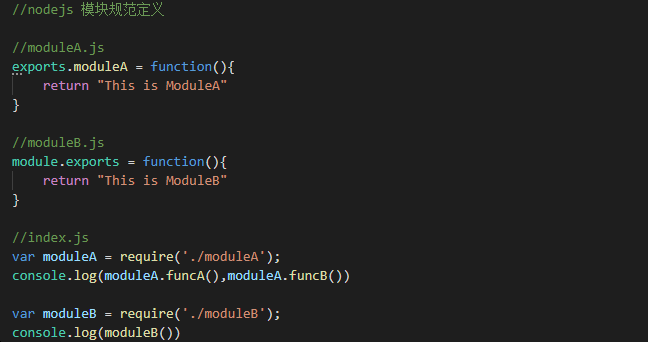 //nodejs 模块规范定义
//moduleA.js
exports.moduleA = function(){
return "This is ModuleA"
}
//moduleB.js
module.exports = function(){
return "This is ModuleB"
}
//index.js
var moduleA = require('./moduleA');
console.log(moduleA.funcA(),moduleA.funcB())
var moduleB = require('./moduleB');
console.log(moduleB())